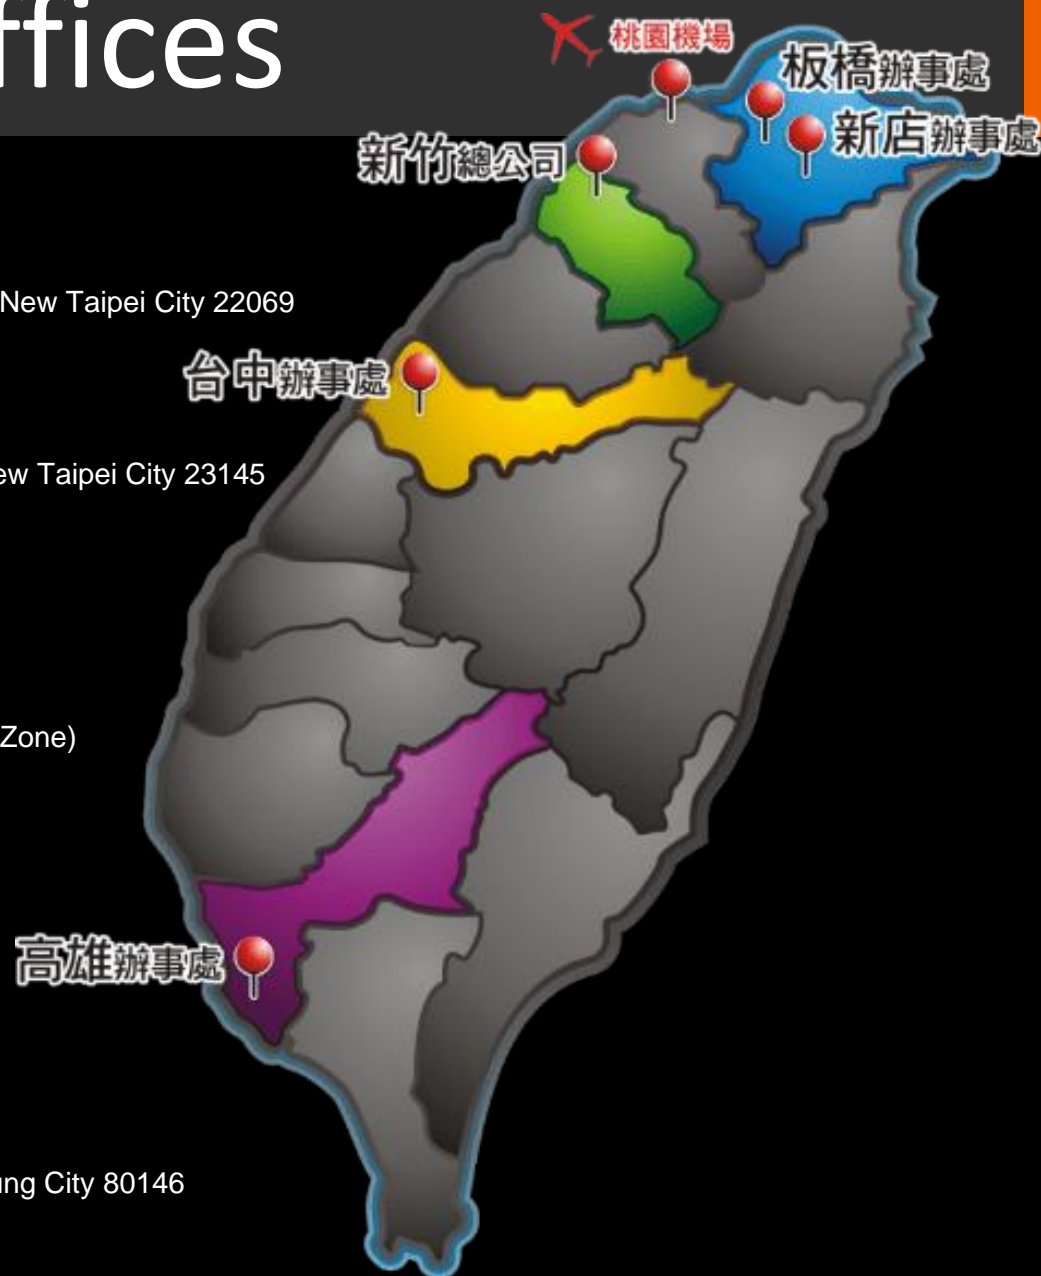 ffices
桃園機場
板橋辦事處
新店辦事處
新竹總公司
New Taipei City 22069
台中辦事處
ew Taipei City 23145
Zone)
高雄辦事處
ung City 80146